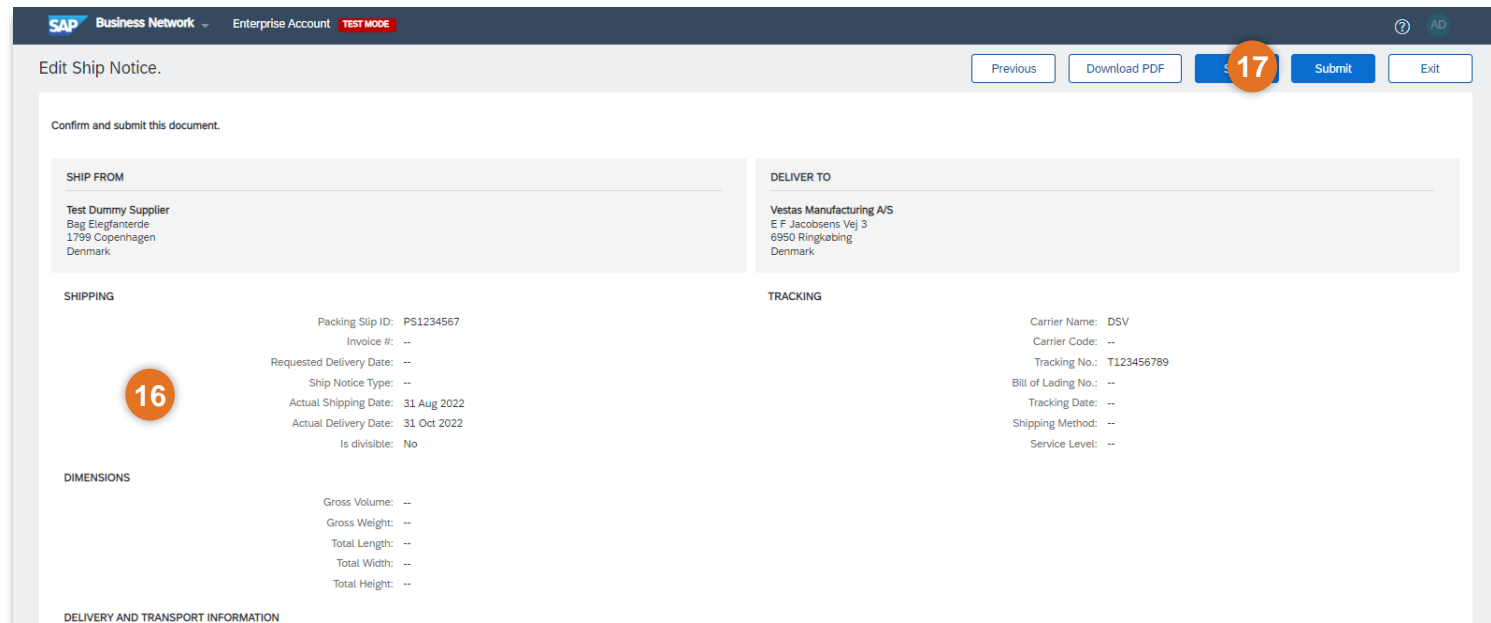 SAP Business Network Enterprise Account TEST MODE ? AD
Edit Ship Notice. Previous Download PDF 17 Submit Exit
Confirm and submit this document.
SHIP FROM
Test Dummy Supplier
Bag Elegfanterde
1799 Copenhagen
Denmark
DELIVER TO
Vestas Manufacturing A/S
E F Jacobsens Vej 3
6950 Ringkøbing
Denmark
SHIPPING
Packing Slip ID: PS1234567
Invoice #: --
Requested Delivery Date: --
Ship Notice Type: --
16
Actual Shipping Date: 31 Aug 2022
Actual Delivery Date: 31 Oct 2022
Is divisible: No
TRACKING
Carrier Name: DSV
Carrier Code: --
Tracking No.: T123456789
Bill of Lading No.: --
Tracking Date: --
Shipping Method: --
Service Level: --
DIMENSIONS
Gross Volume: --
Gross Weight: --
Total Length: --
Total Width: --
Total Height: --
DELIVERY AND TRANSPORT INFORMATION